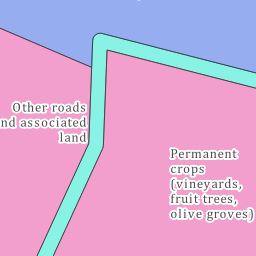 Other roads
nd associated
land
Permanent
crops
(vineyards,
fruit trees,
olive groves)